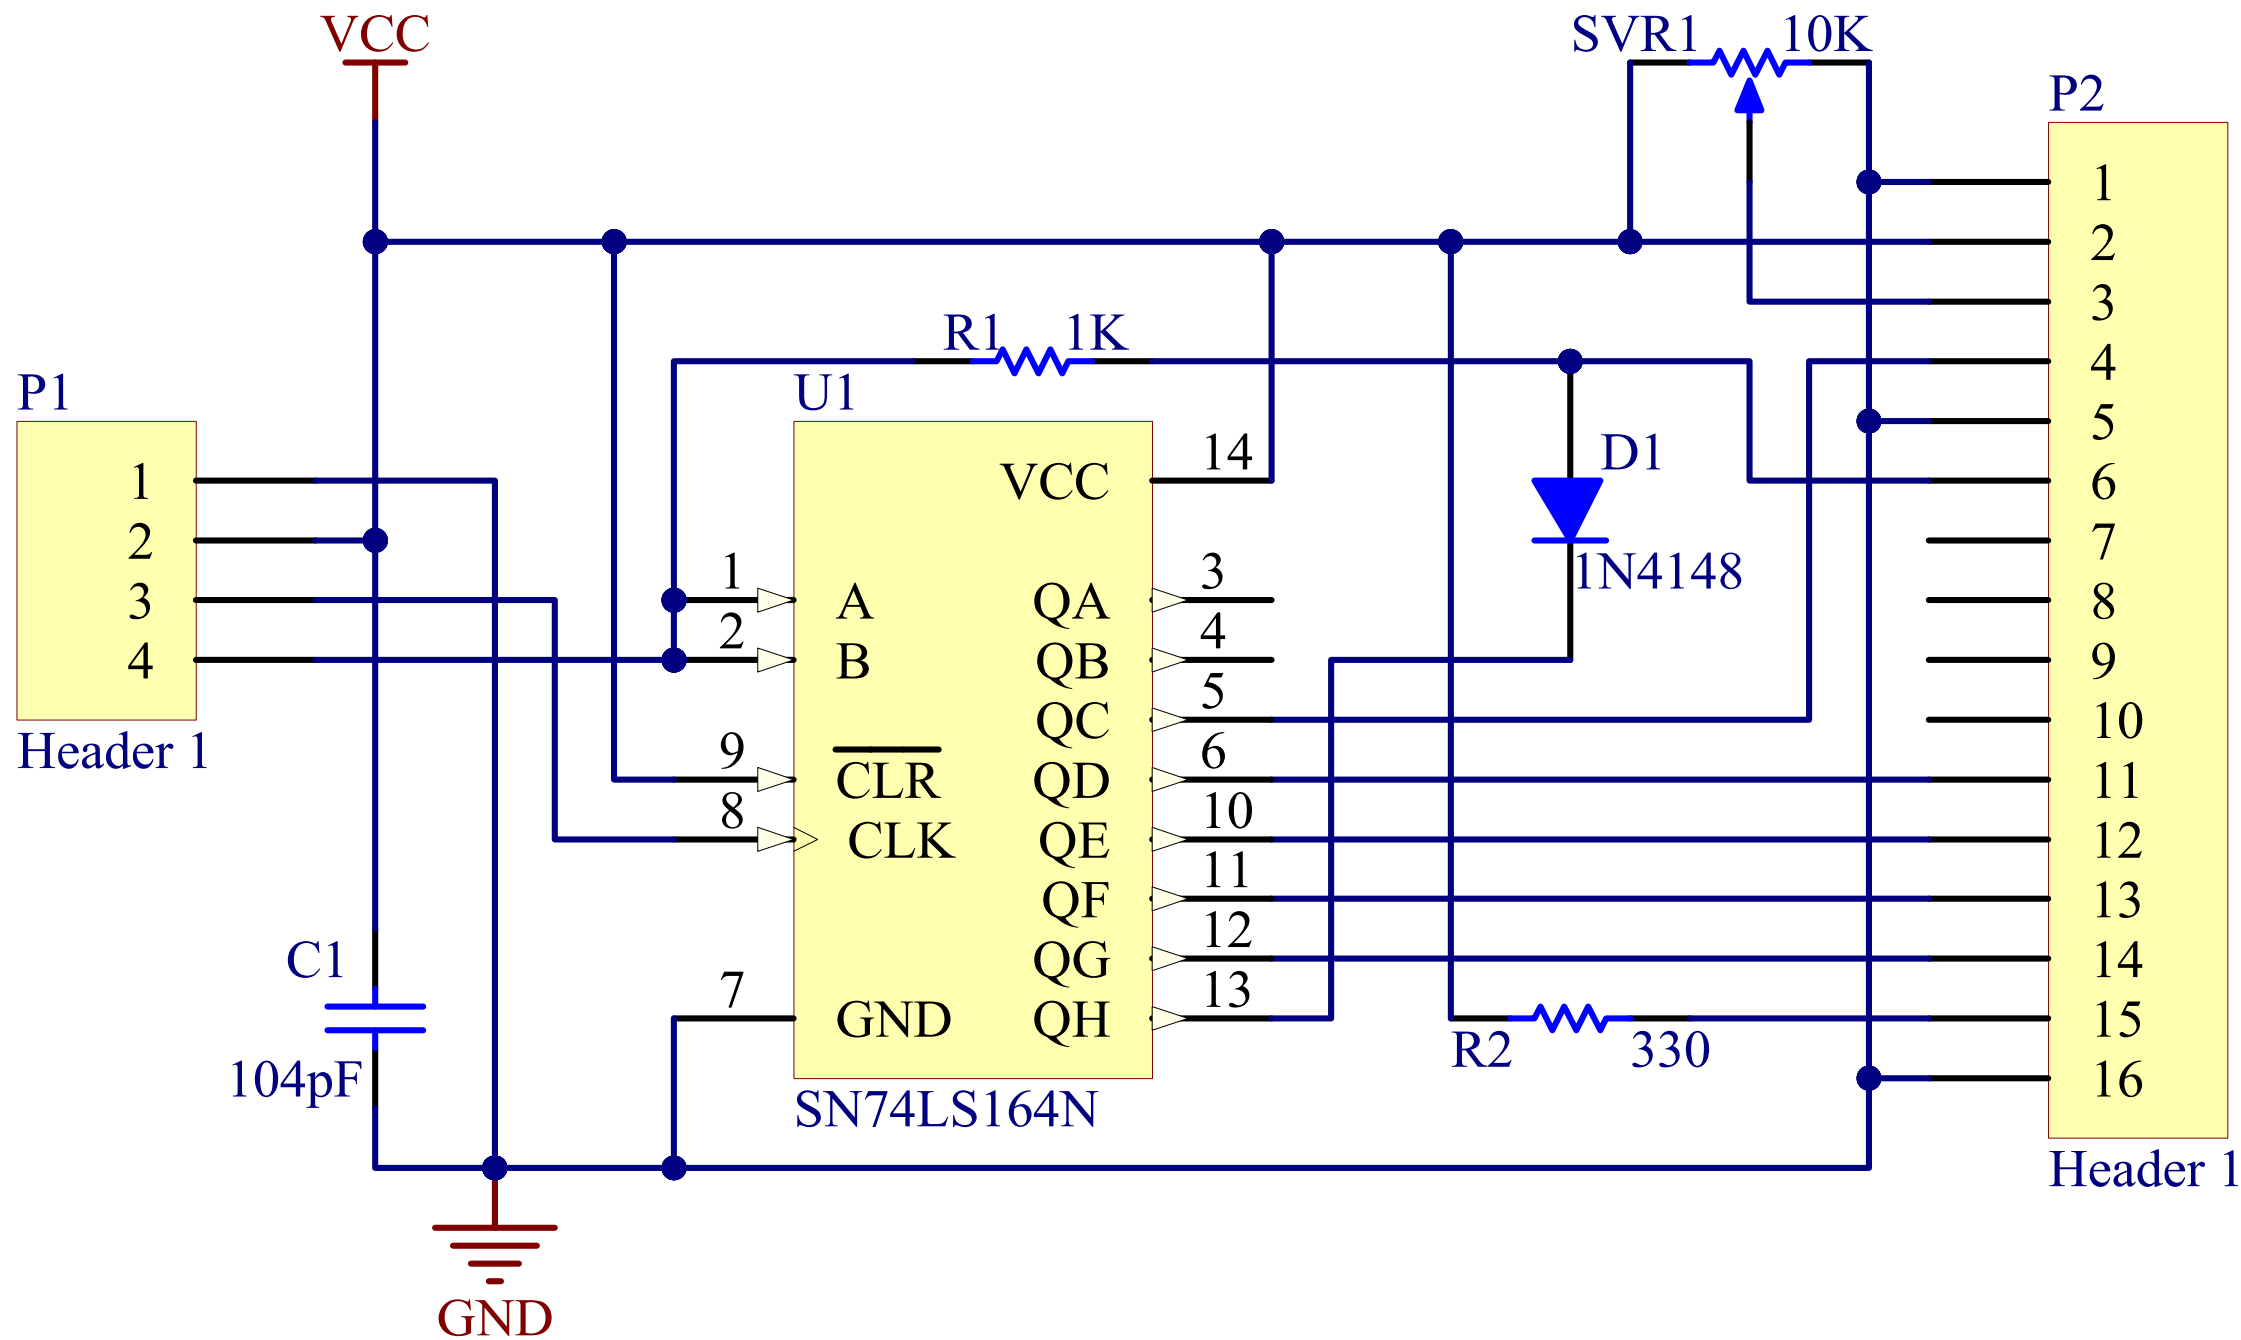 VCC
SVR1 10K
P2
1
2
3
4
5
6
7
8
9
10
11
12
13
14
15
16
Header 1
R1 1K
P1
1
2
3
4
Header 1
U1
VCC 14
1 A
2 B
9 CLR
8 CLK
7 GND
QA 3
QB 4
QC 5
QD 6
QE 10
QF 11
QG 12
QH 13
SN74LS164N
D1
1N4148
C1
104pF
R2 330
GND